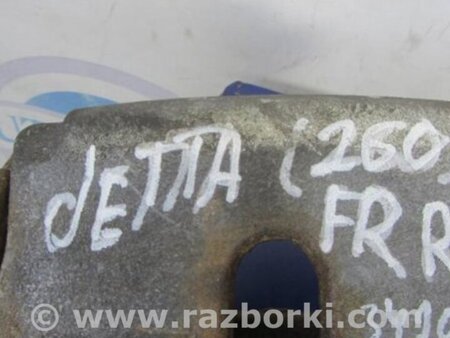 JETTA (260)
FR R
www.razborki.com